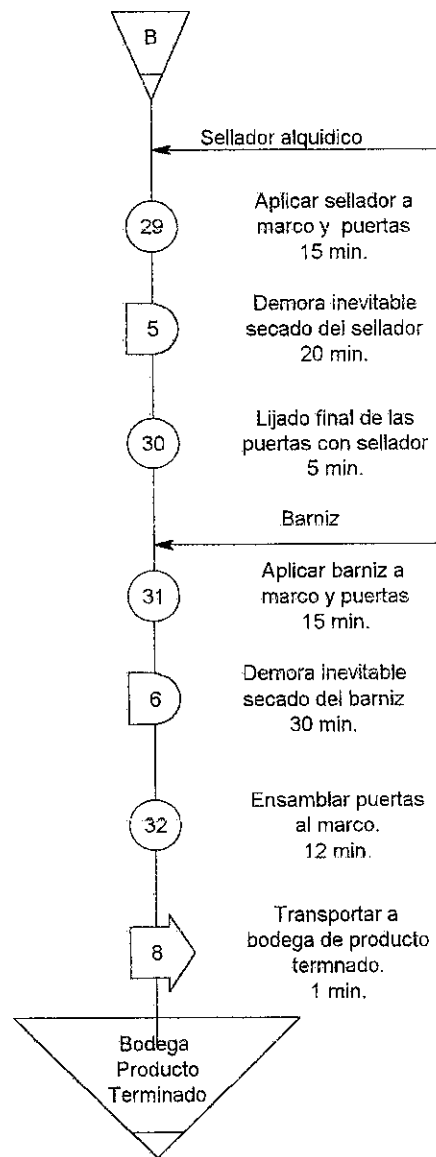 B
Sellador alquidico
29
Aplicar sellador a
marco y puertas
15 min.
5
Demora inevitable
secado del sellador
20 min.
30
Lijado final de las
puertas con sellador
5 min.
Barniz
31
Aplicar barniz a
marco y puertas
15 min.
6
Demora inevitable
secado del barniz
30 min.
32
Ensamblar puertas
al marco.
12 min.
8
Transportar a
bodega de producto
termnado.
1 min.
Bodega
Producto
Terminado